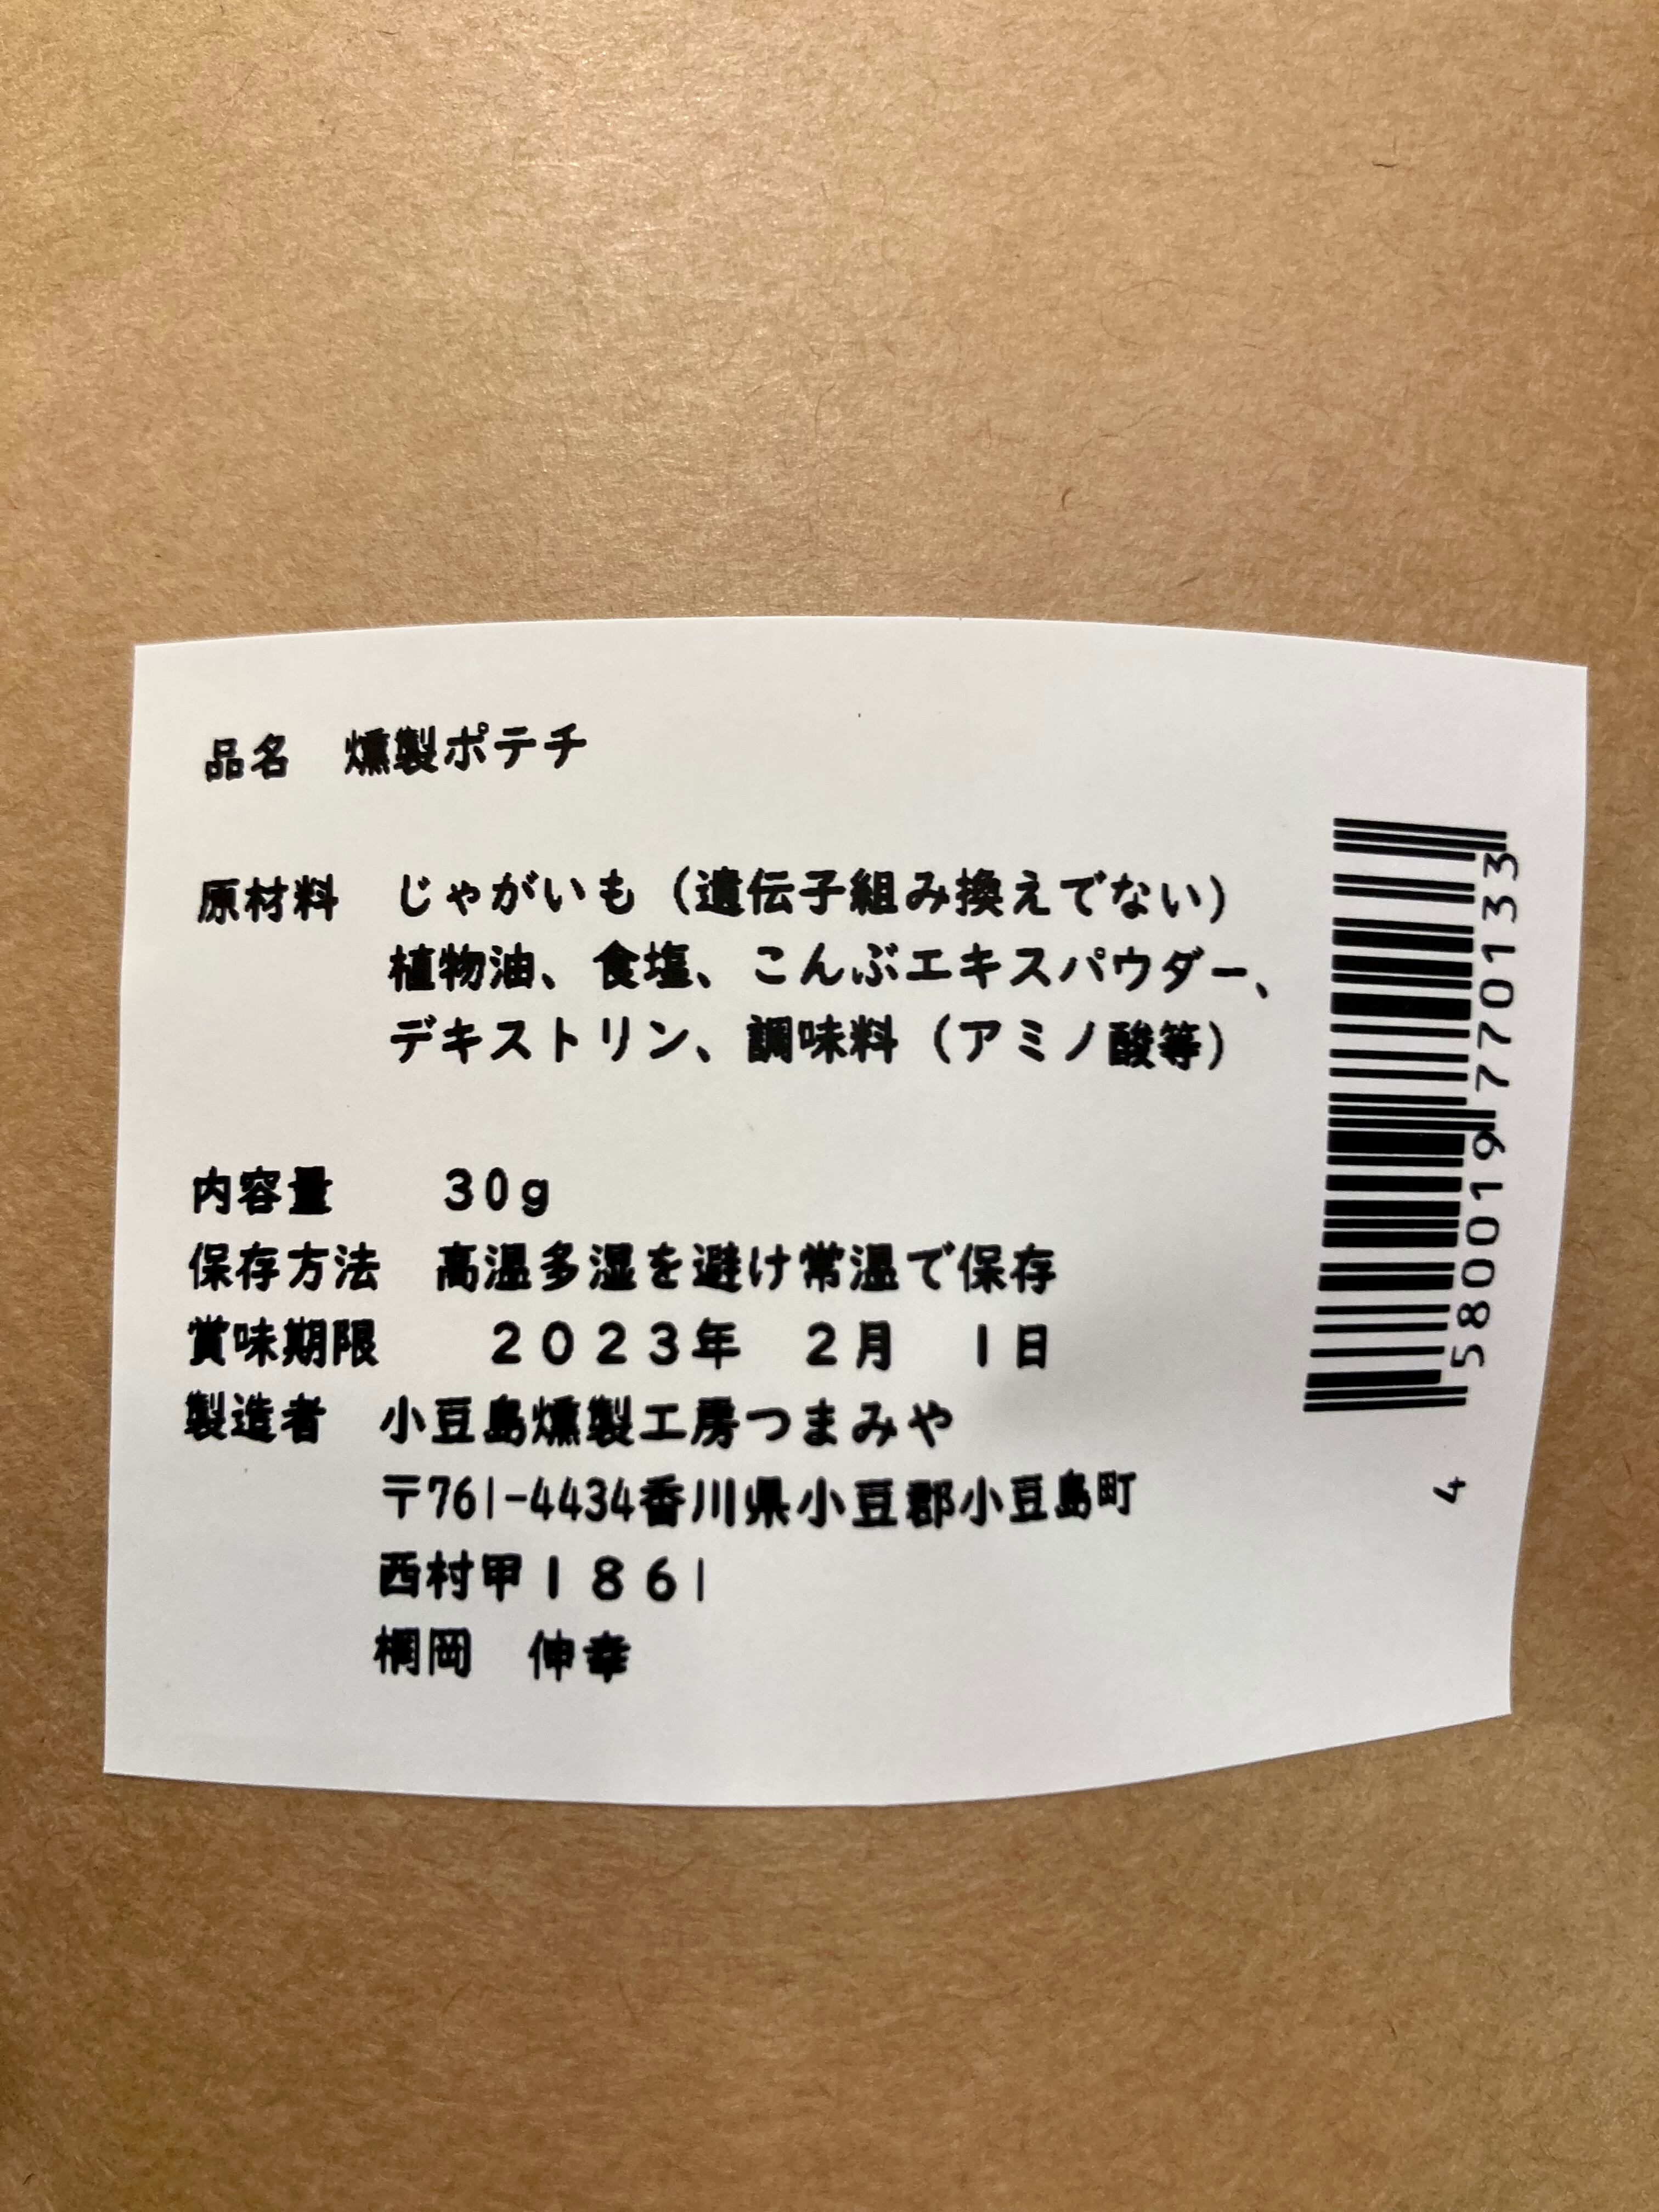 品名　燻製ポテチ
原材料　じゃがいも（遺伝子組み換えでない）
植物油、食塩、こんぶエキスパウダー、
デキストリン、調味料（アミノ酸等）
内容量　30g
保存方法　高温多湿を避け常温で保存
賞味期限　２０２３年　２月　１日
製造者　小豆島燻製工房つまみや
〒761-4434香川県小豆郡小豆島町
西村甲１８６１
棡岡　伸幸
4 580019 770133